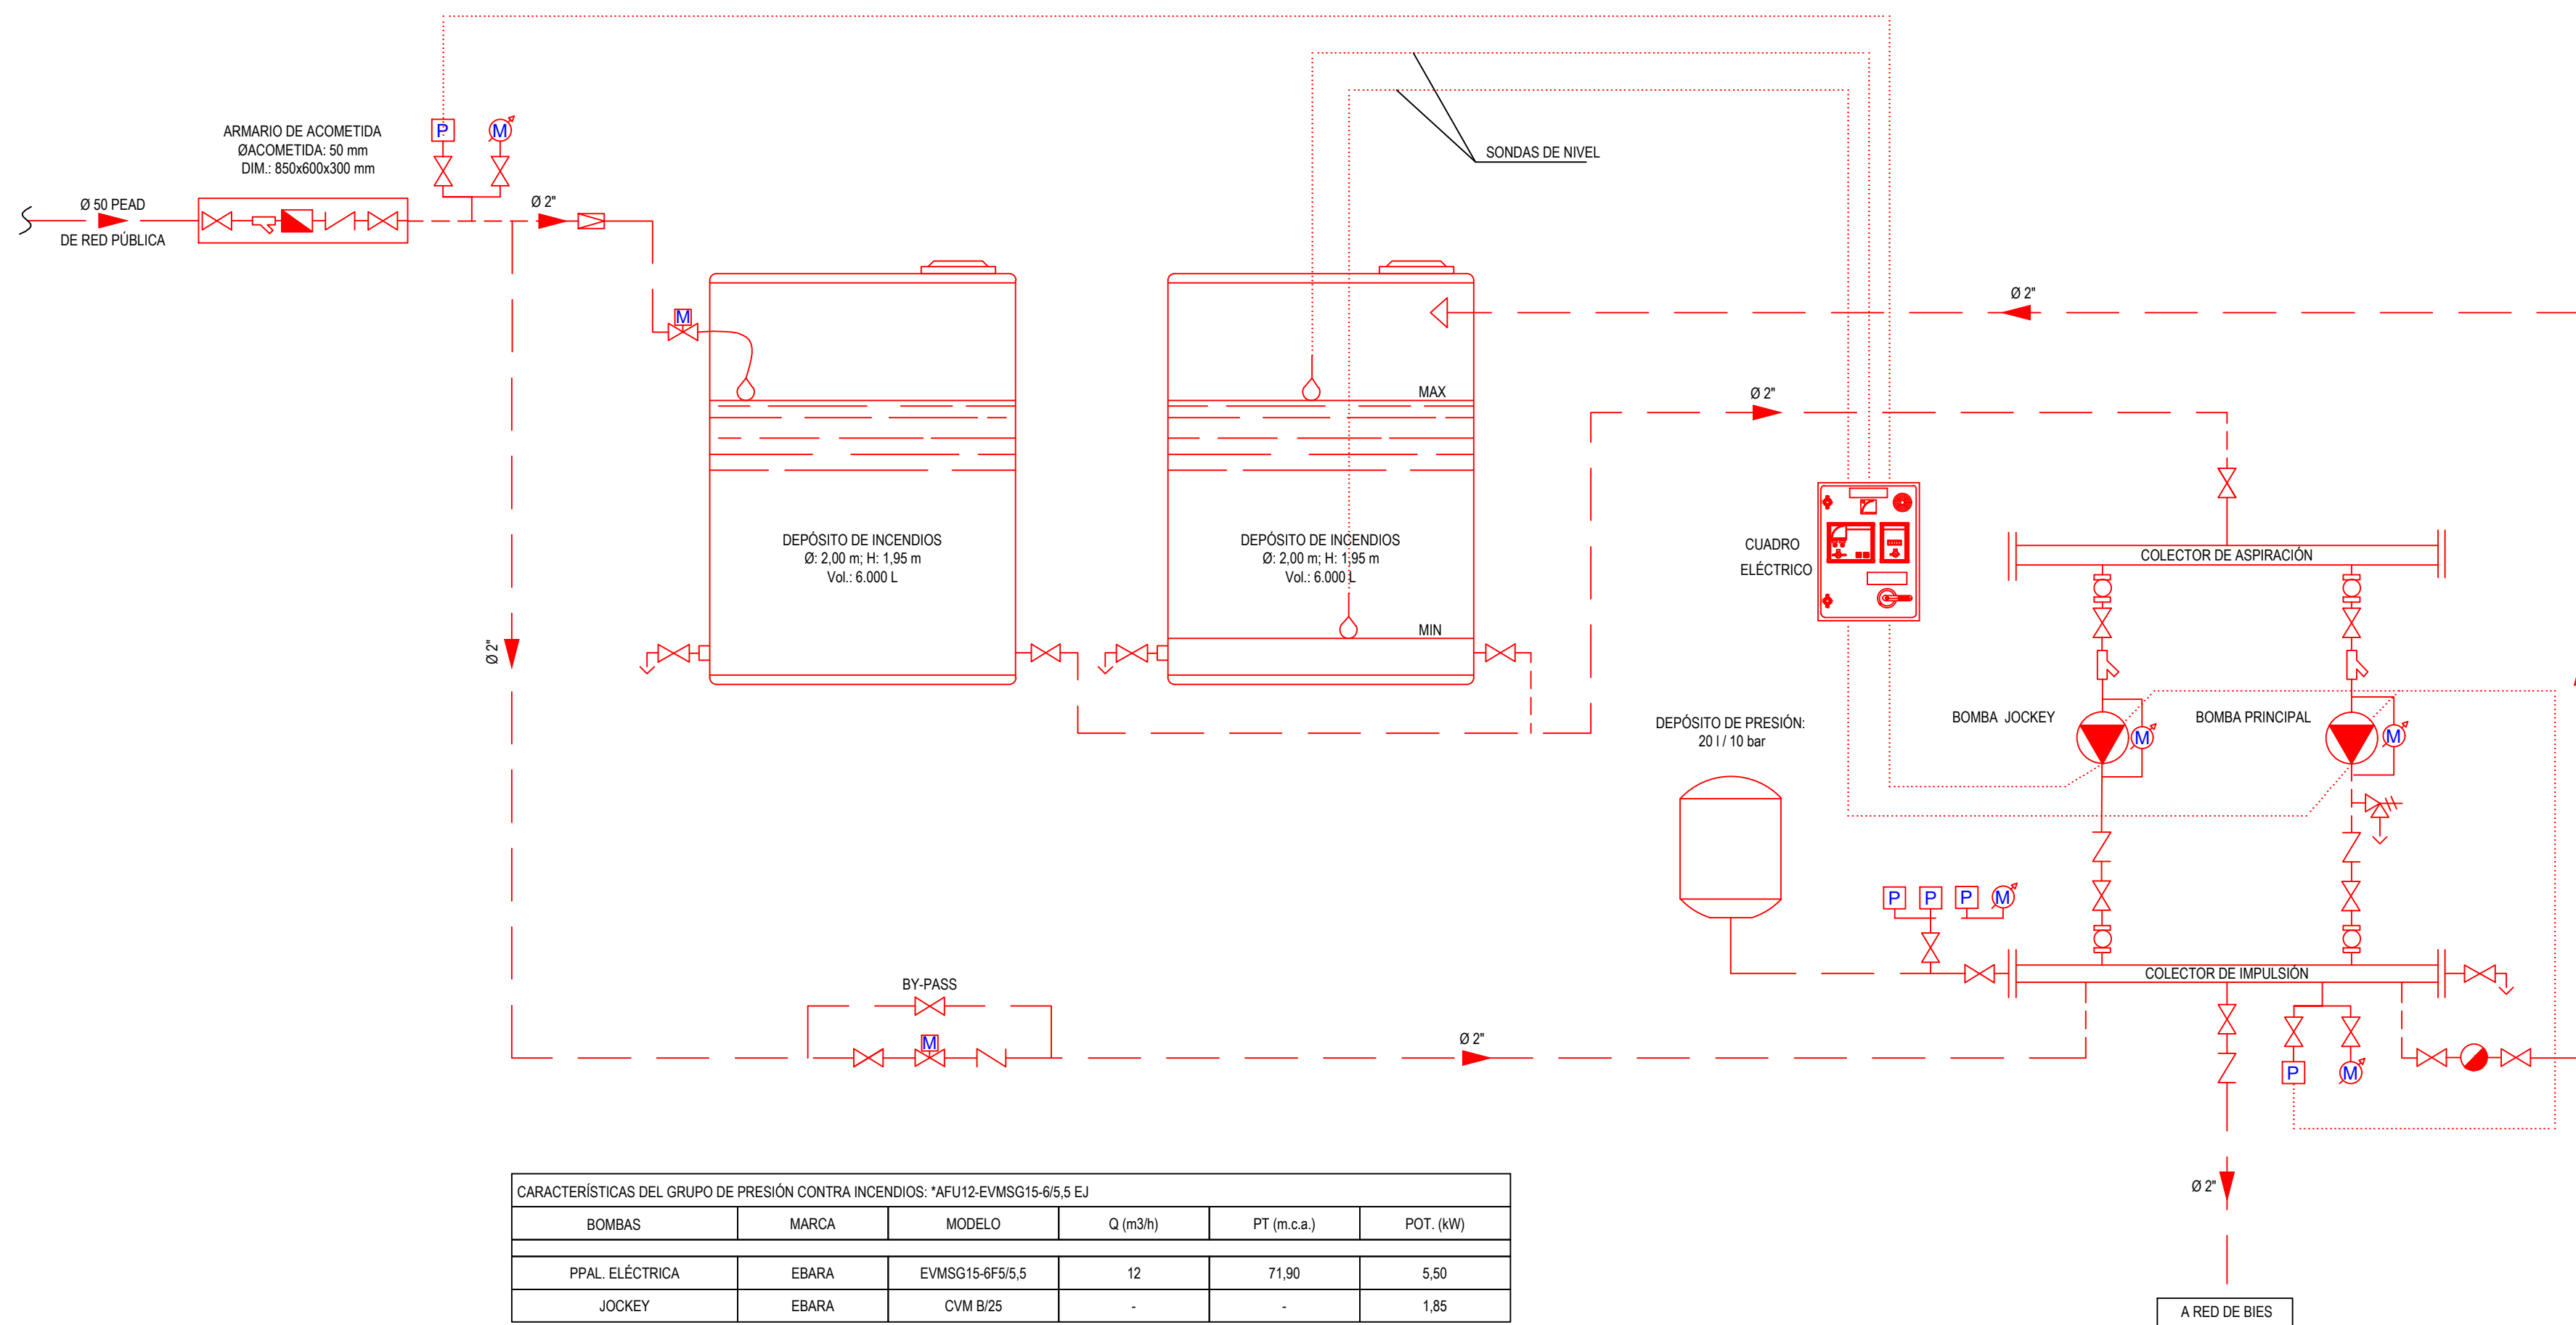 ARMARIO DE ACOMETIDA
ØACOMETIDA: 50 mm
DIM.: 850x600x300 mm
P
M
SONDAS DE NIVEL
Ø 50 PEAD
DE RED PÚBLICA
Ø 2"
Ø 2"
M
MAX
Ø 2"
DEPÓSITO DE INCENDIOS
Ø: 2,00 m; H: 1,95 m
Vol.: 6.000 L
DEPÓSITO DE INCENDIOS
Ø: 2,00 m; H: 1,95 m
Vol.: 6.000 L
CUADRO
ELÉCTRICO
COLECTOR DE ASPIRACIÓN
MIN
Ø 2"
DEPÓSITO DE PRESIÓN:
20 l / 10 bar
BOMBA JOCKEY
M
BOMBA PRINCIPAL
M
P
P
P
M
COLECTOR DE IMPULSIÓN
BY-PASS
M
Ø 2"
P
M
Ø 2"
CARACTERÍSTICAS DEL GRUPO DE PRESIÓN CONTRA INCENDIOS: *AFU12-EVMSG15-6/5,5 EJ
BOMBAS MARCA MODELO Q (m3/h) PT (m.c.a.) POT. (kW)
PPAL. ELÉCTRICA EBARA EVMSG15-6F5/5,5 12 71,90 5,50
JOCKEY EBARA CVM B/25 - - 1,85
A RED DE BIES